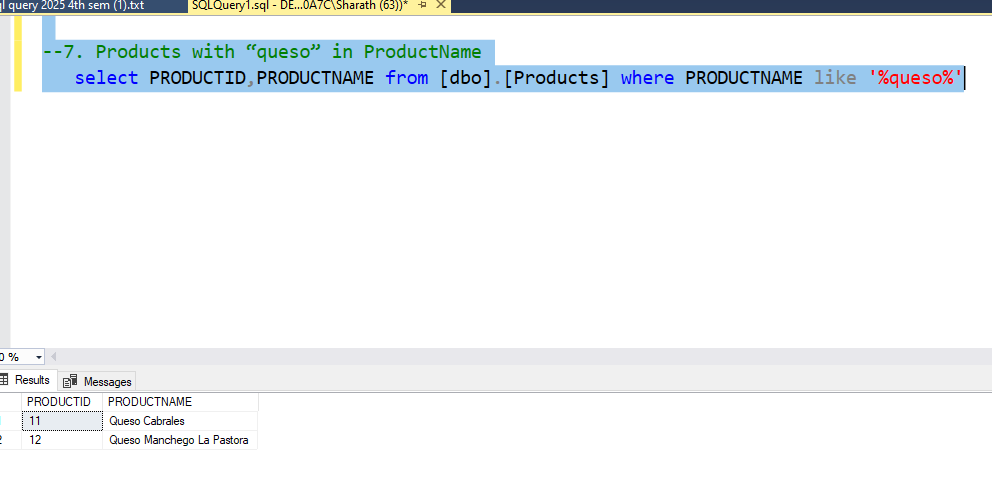 ql query 2025 4th sem (1).txt
SQLQuery1.sql - DE...0A7C\Sharath (63))*
--7. Products with “queso” in ProductName
select PRODUCTID,PRODUCTNAME from [dbo].[Products] where PRODUCTNAME like '%queso%'
0 %
Results Messages
PRODUCTID PRODUCTNAME
11 Queso Cabrales
2 12 Queso Manchego La Pastora